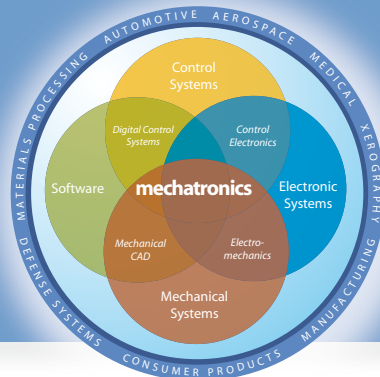 MATERIALS PROCESSING AUTOMOTIVE AEROSPACE MEDICAL XEROGRAPHY
Control
Systems
Digital Control
Systems
Control
Electronics
Software
mechatronics
Electronic
Systems
Mechanical
CAD
Electro-
mechanics
Mechanical
Systems
DEFENSE SYSTEMS CONSUMER PRODUCTS MANUFACTURING